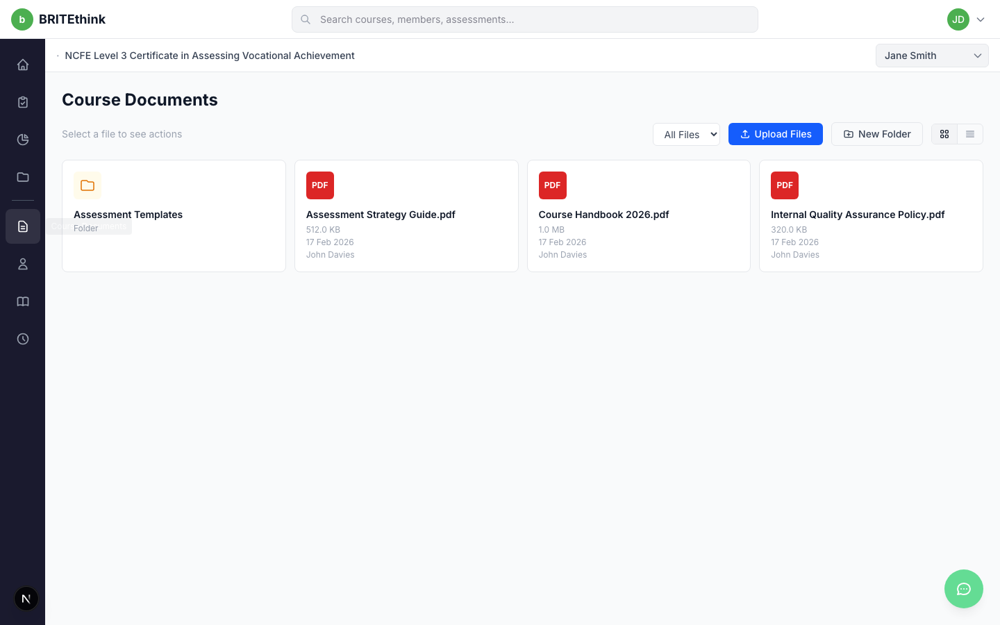 b BRITEthink
Search courses, members, assessments...
JD
· NCFE Level 3 Certificate in Assessing Vocational Achievement
Jane Smith
Course Documents
Select a file to see actions
All Files
Upload Files
New Folder
Assessment Templates
Folder
Course Documents
PDF
Assessment Strategy Guide.pdf
512.0 KB
17 Feb 2026
John Davies
PDF
Course Handbook 2026.pdf
1.0 MB
17 Feb 2026
John Davies
PDF
Internal Quality Assurance Policy.pdf
320.0 KB
17 Feb 2026
John Davies
N